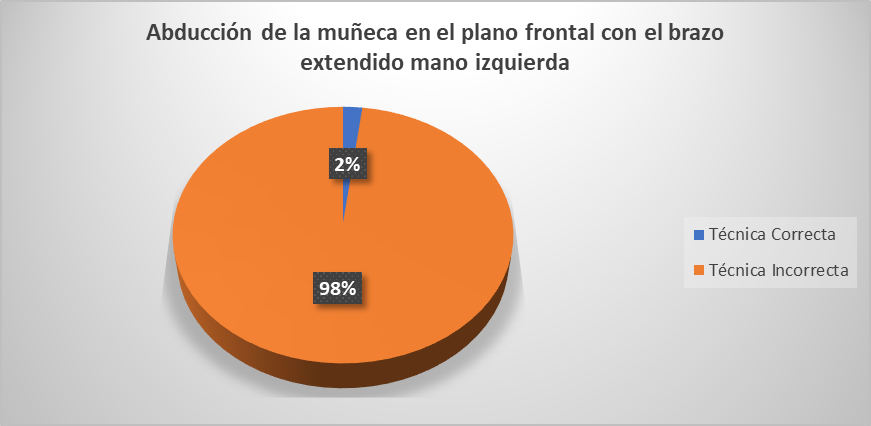 Abducción de la muñeca en el plano frontal con el brazo
extendido mano izquierda
2%
98%
Técnica Correcta
Técnica Incorrecta